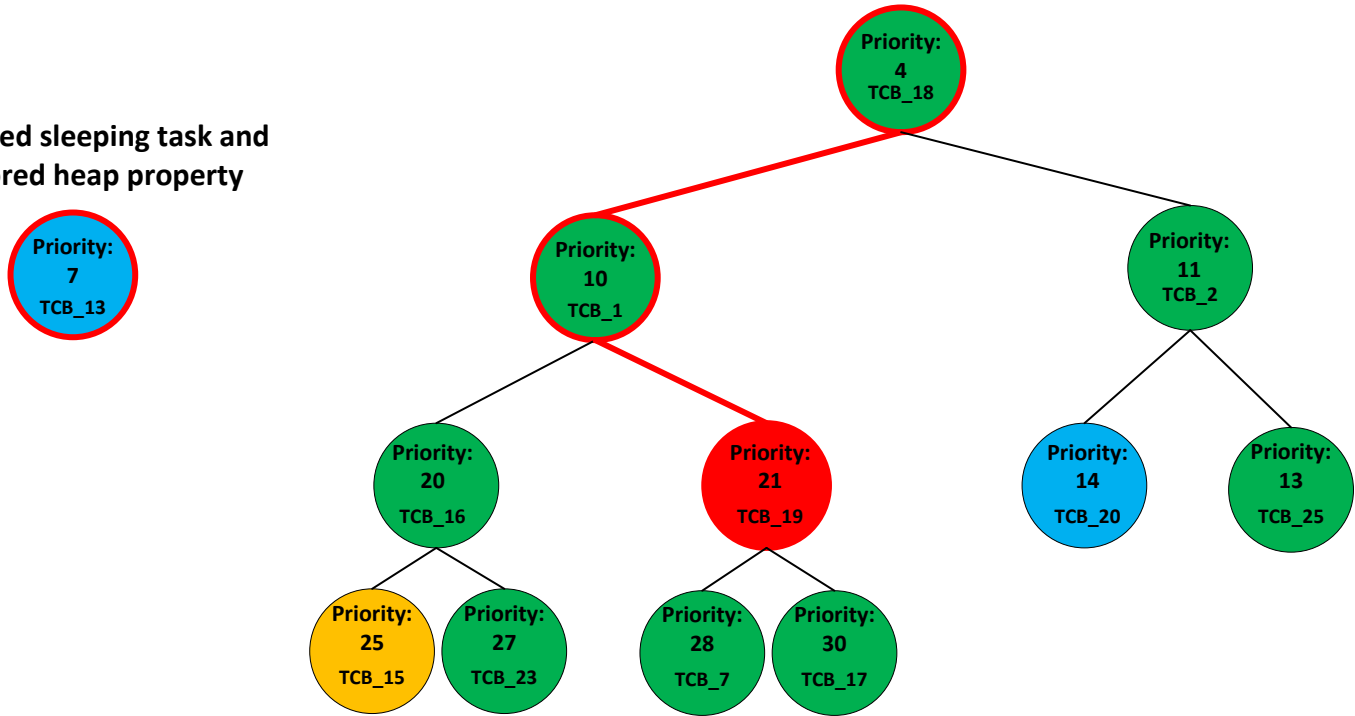 Priority:
4
TCB_18
ed sleeping task and
red heap property
Priority:
7
TCB_13
Priority:
10
TCB_1
Priority:
11
TCB_2
Priority:
20
TCB_16
Priority:
21
TCB_19
Priority:
14
TCB_20
Priority:
13
TCB_25
Priority:
25
TCB_15
Priority:
27
TCB_23
Priority:
28
TCB_7
Priority:
30
TCB_17